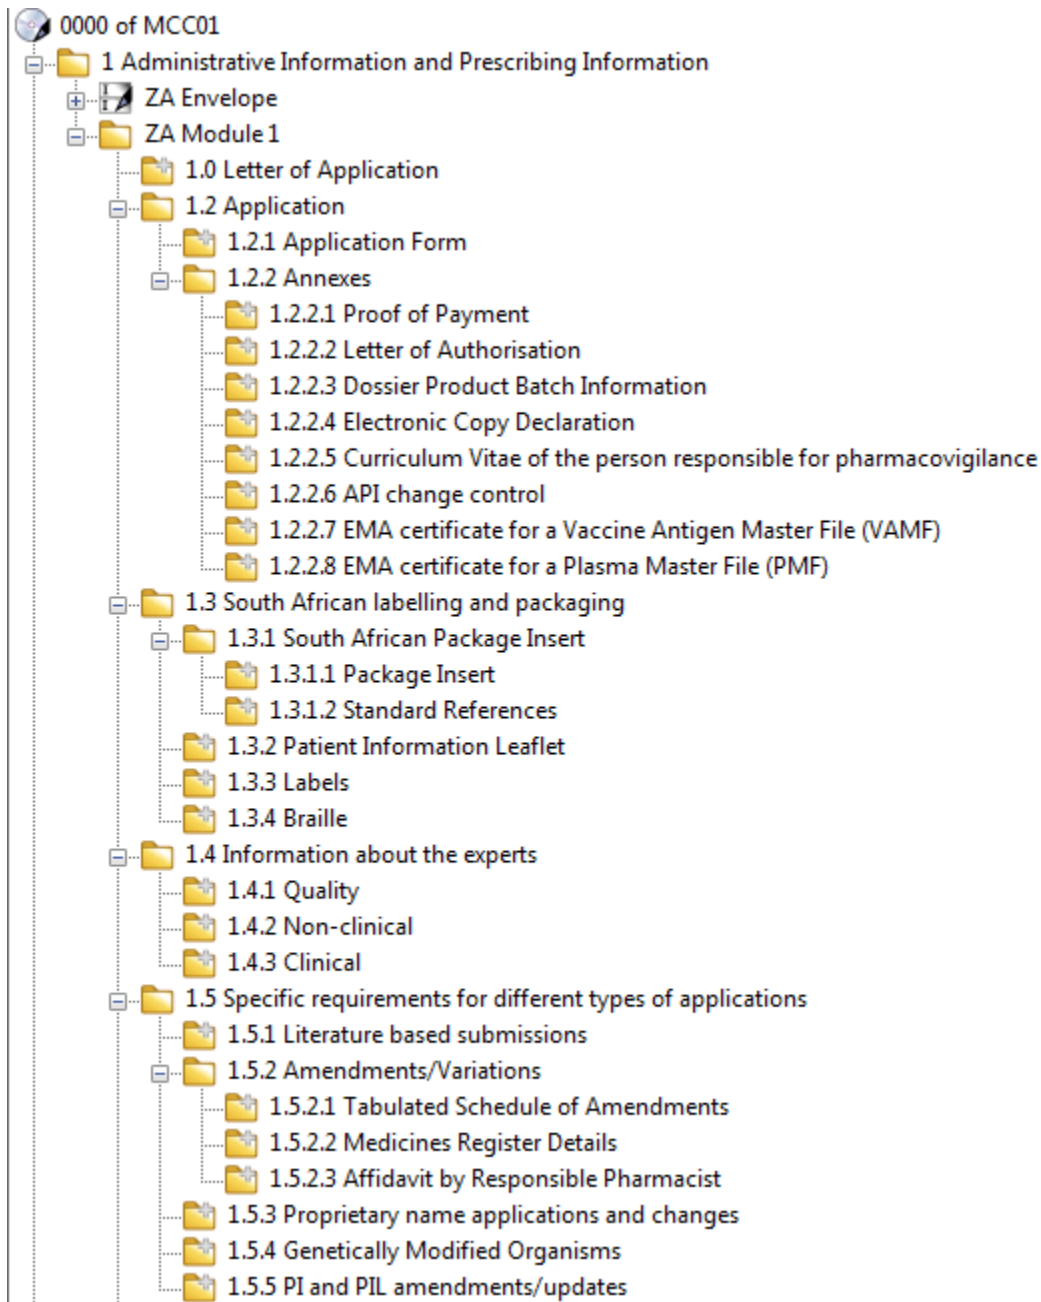 0000 of MCC01
1 Administrative Information and Prescribing Information
ZA Envelope
ZA Module 1
1.0 Letter of Application
1.2 Application
1.2.1 Application Form
1.2.2 Annexes
1.2.2.1 Proof of Payment
1.2.2.2 Letter of Authorisation
1.2.2.3 Dossier Product Batch Information
1.2.2.4 Electronic Copy Declaration
1.2.2.5 Curriculum Vitae of the person responsible for pharmacovigilance
1.2.2.6 API change control
1.2.2.7 EMA certificate for a Vaccine Antigen Master File (VAMF)
1.2.2.8 EMA certificate for a Plasma Master File (PMF)
1.3 South African labelling and packaging
1.3.1 South African Package Insert
1.3.1.1 Package Insert
1.3.1.2 Standard References
1.3.2 Patient Information Leaflet
1.3.3 Labels
1.3.4 Braille
1.4 Information about the experts
1.4.1 Quality
1.4.2 Non-clinical
1.4.3 Clinical
1.5 Specific requirements for different types of applications
1.5.1 Literature based submissions
1.5.2 Amendments/Variations
1.5.2.1 Tabulated Schedule of Amendments
1.5.2.2 Medicines Register Details
1.5.2.3 Affidavit by Responsible Pharmacist
1.5.3 Proprietary name applications and changes
1.5.4 Genetically Modified Organisms
1.5.5 PI and PIL amendments/updates